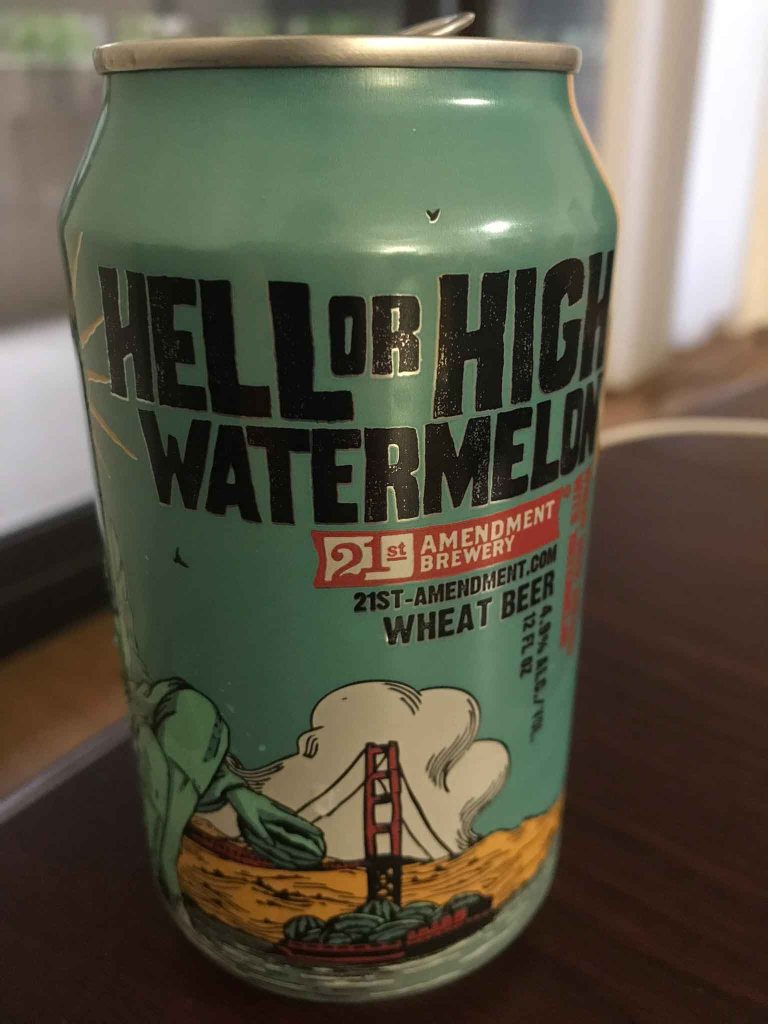 HELL OR HIGH
WATERMELON
21st AMENDMENT
BREWERY
21ST-AMENDMENT.COM
WHEAT BEER
4.9% ALC./VOL.
12 FL OZ